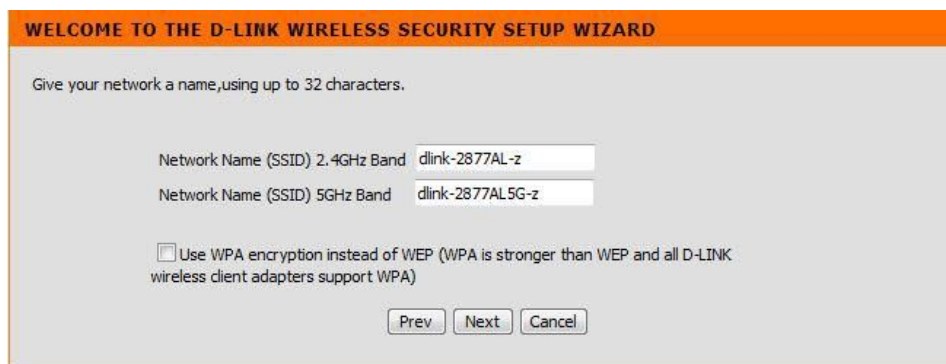 WELCOME TO THE D-LINK WIRELESS SECURITY SETUP WIZARD
Give your network a name,using up to 32 characters.
Network Name (SSID) 2.4GHz Band dlink-2877AL-z
Network Name (SSID) 5GHz Band dlink-2877AL5G-z
Use WPA encryption instead of WEP (WPA is stronger than WEP and all D-LINK
wireless client adapters support WPA)
Prev Next Cancel